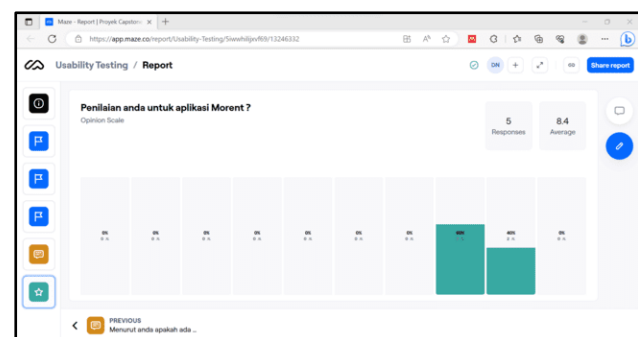 Maze - Report | Proyek Capstone
https://app.maze.co/report/Usability-Testing/5iwwhilijxvf69/13246332
Usability Testing / Report
DN
Share report
Penilaian anda untuk aplikasi Morent ?
Opinion Scale
5
Responses
8.4
Average
0% 0% 0% 0% 0% 0% 0% 60% 40% 0%
PREVIOUS
Menurut anda apakah ada ..